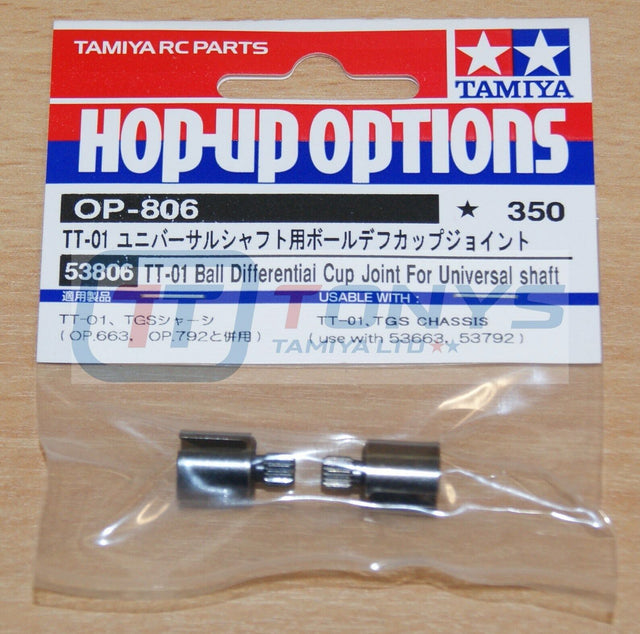 TAMIYA RC PARTS
TAMIYA
HOP-UP OPTIONS
OP-806 ★ 350
TT-01 ユニバーサルシャフト用ボールデフカップジョイント
53806 TT-01 Ball Differentiai Cup Joint For Universal shaft
適用製品 USABLE WITH :
TT-01、TGSシャーシ TT-01、TGS CHASSIS
(OP.663、OP.792と併用) (use with 53663、53792)
TT TONYS
TAMIYA LTD ★★